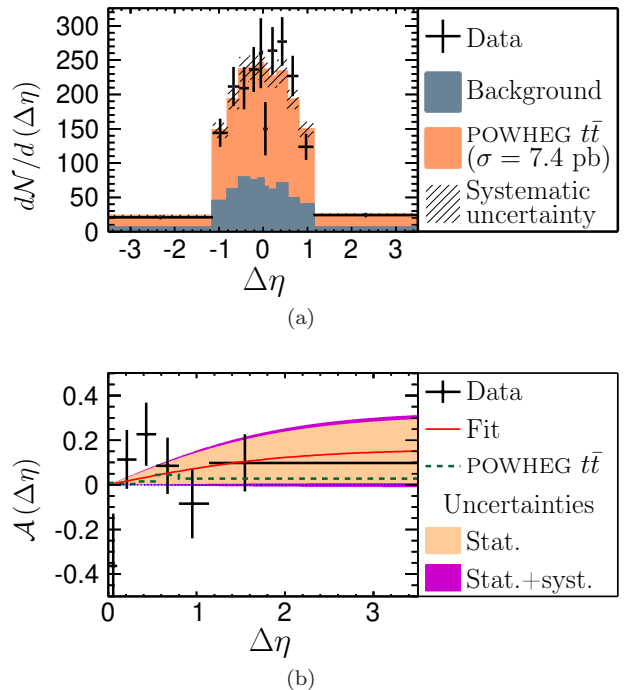 300
250
200
150
100
50
0
dN/d (Δη)
-3 -2 -1 0 1 2 3
Δη
Data
Background
POWHEG tt̄
(σ = 7.4 pb)
Systematic
uncertainty
(a)
0.4
0.2
0
-0.2
-0.4
A (Δη)
0 1 2 3
Δη
Data
Fit
POWHEG tt̄
Uncertainties
Stat.
Stat.+syst.
(b)